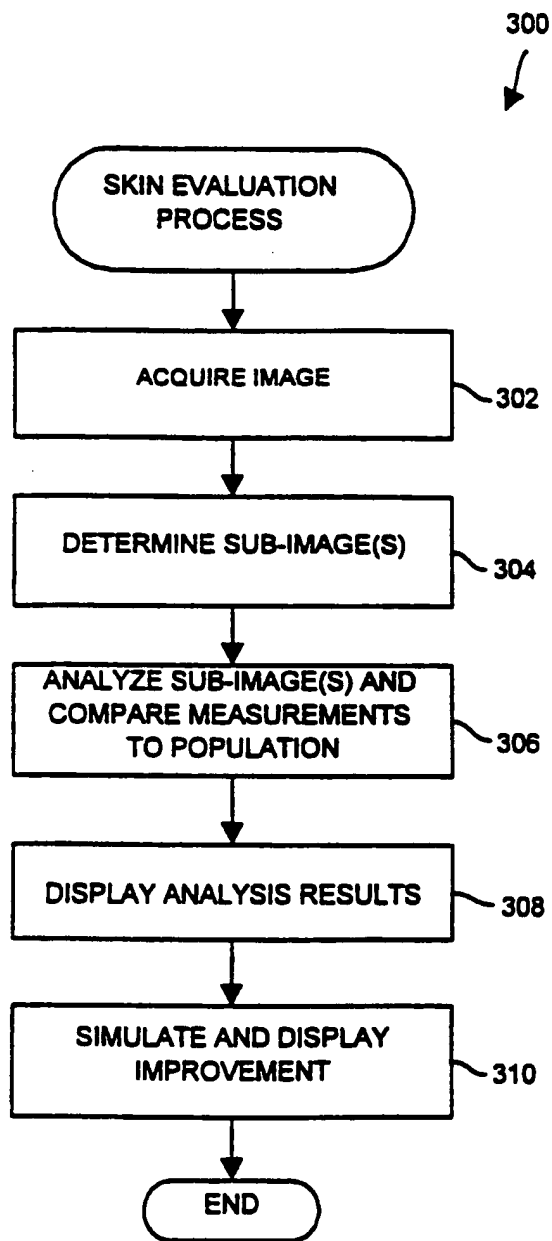 300
SKIN EVALUATION
PROCESS
ACQUIRE IMAGE
302
DETERMINE SUB-IMAGE(S)
304
ANALYZE SUB-IMAGE(S) AND
COMPARE MEASUREMENTS
TO POPULATION
306
DISPLAY ANALYSIS RESULTS
308
SIMULATE AND DISPLAY
IMPROVEMENT
310
END